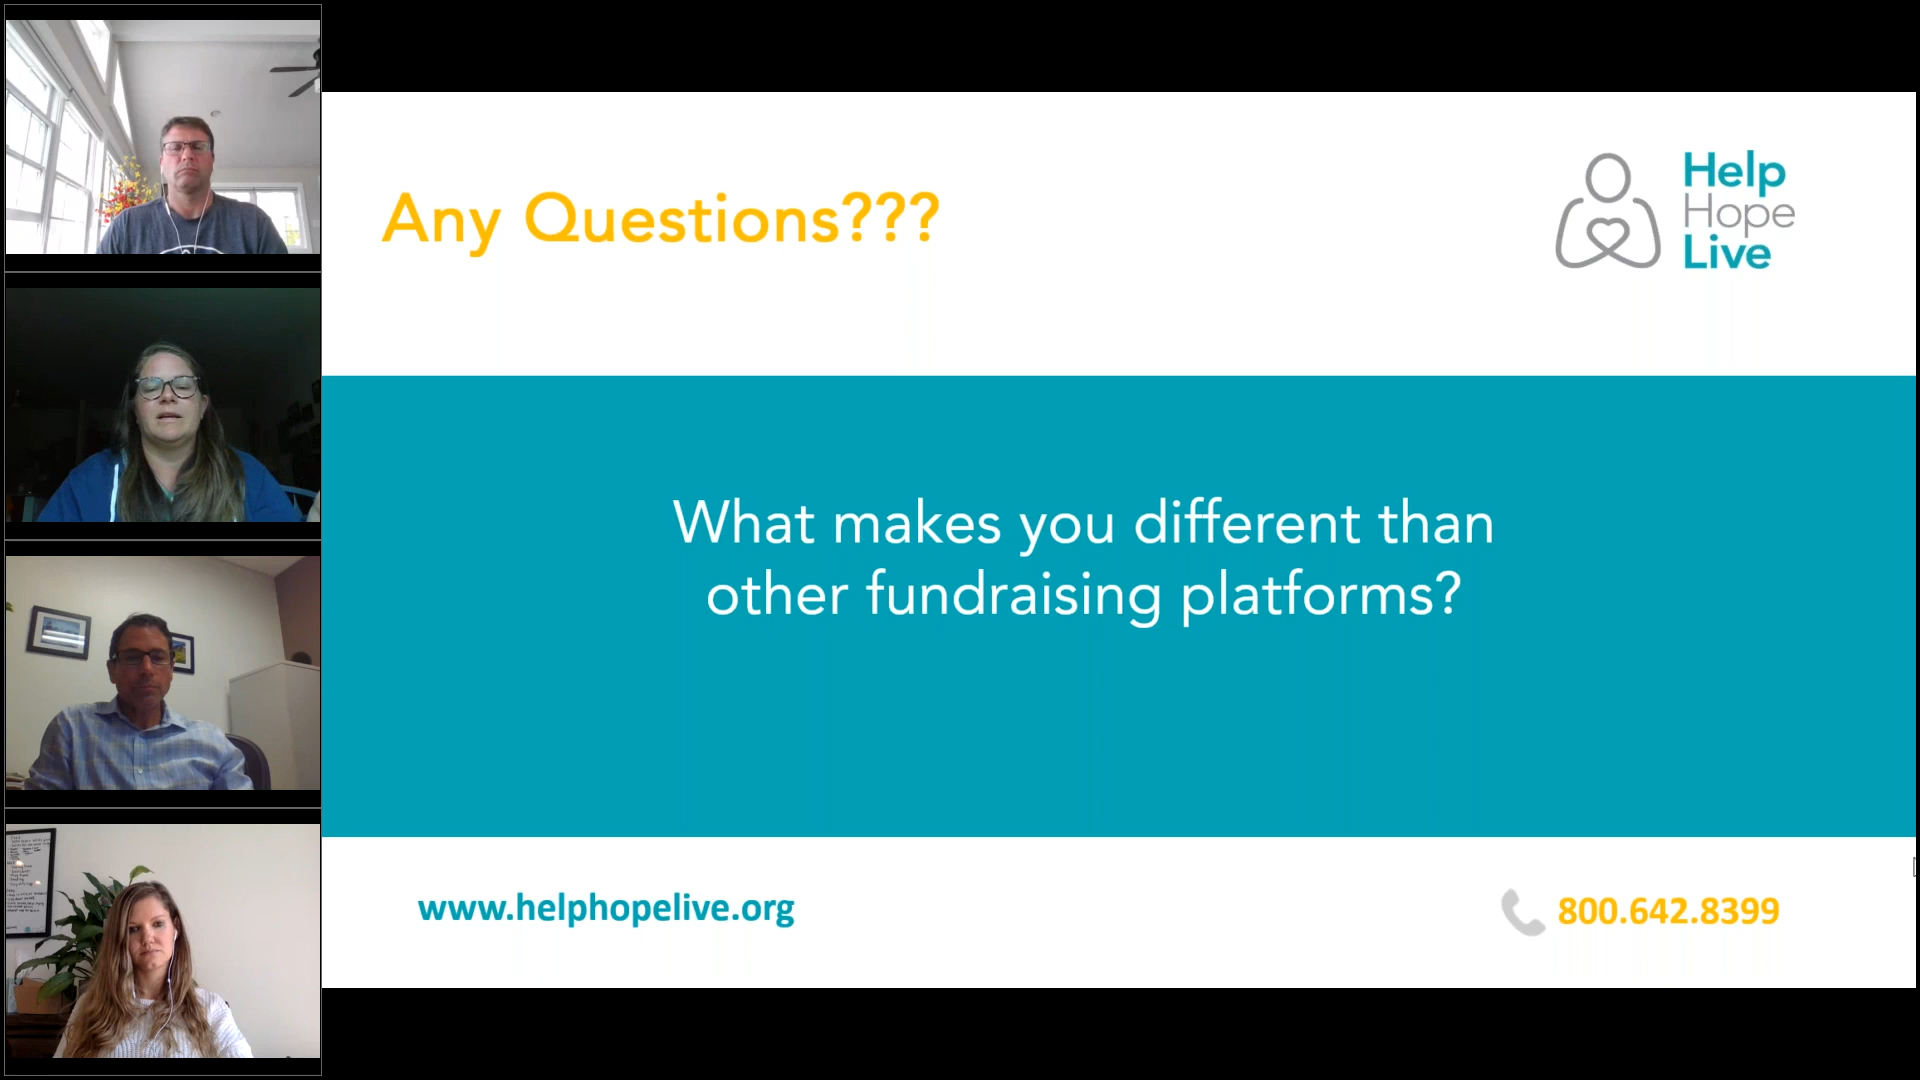 Any Questions???
Help
Hope
Live
What makes you different than
other fundraising platforms?
www.helphopelive.org
800.642.8399